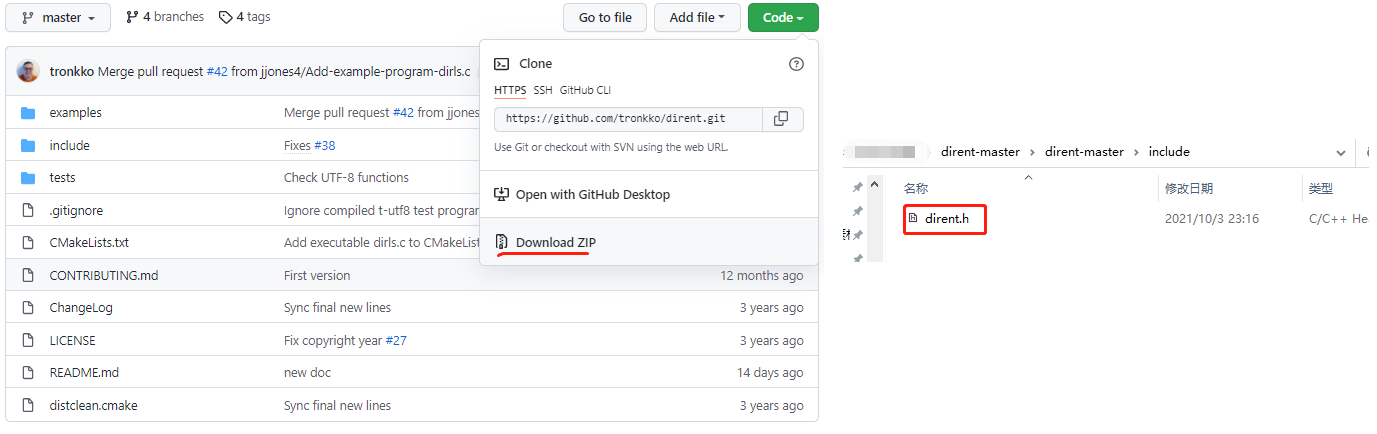 master 4 branches 4 tags Go to file Add file Code
tronkko Merge pull request #42 from jjones4/Add-example-program-dirls.c
Clone
HTTPS SSH GitHub CLI
https://github.com/tronkko/dirent.git
Use Git or checkout with SVN using the web URL.
Open with GitHub Desktop
Download ZIP
examples Merge pull request #42 from jjones
include Fixes #38
tests Check UTF-8 functions
.gitignore Ignore compiled t-utf8 test progran
CMakeLists.txt Add executable dirls.c to CMakeList
CONTRIBUTING.md First version 12 months ago
ChangeLog Sync final new lines 3 years ago
LICENSE Fix copyright year #27 3 years ago
README.md new doc 14 days ago
distclean.cmake Sync final new lines 3 years ago
dirent-master dirent-master include
名称 修改日期 类型
dirent.h 2021/10/3 23:16 C/C++ He